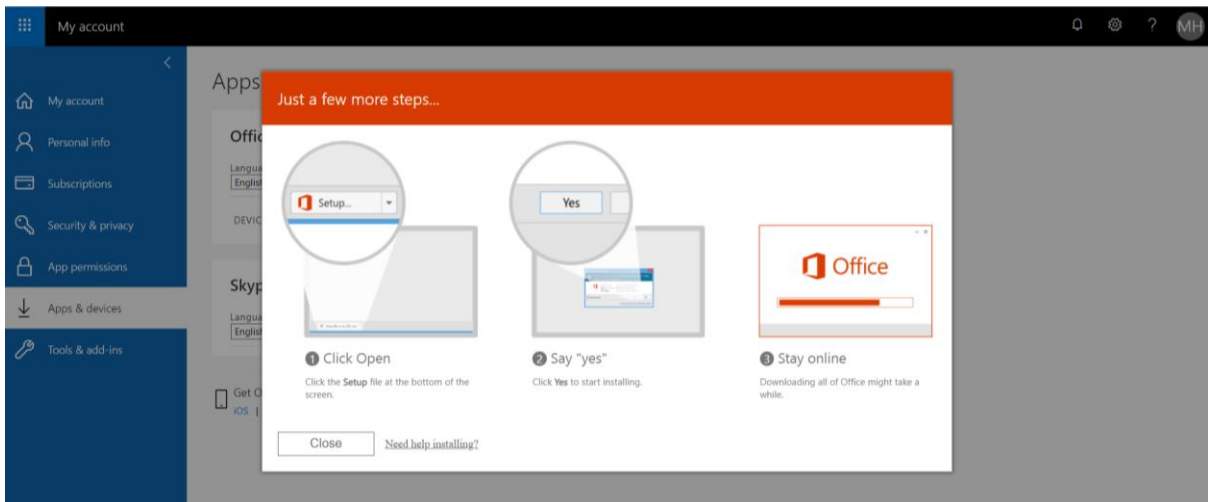 My account
?
MH
My account
Personal info
Subscriptions
Security & privacy
App permissions
Apps & devices
Tools & add-ins
Apps
Offic
Langua
English
DEVIC
Skyp
Langua
English
Get O
iOS |
Just a few more steps...
Setup...
Yes
Office
1 Click Open
Click the Setup file at the bottom of the
screen.
2 Say "yes"
Click Yes to start installing.
3 Stay online
Downloading all of Office might take a
while.
Close
Need help installing?